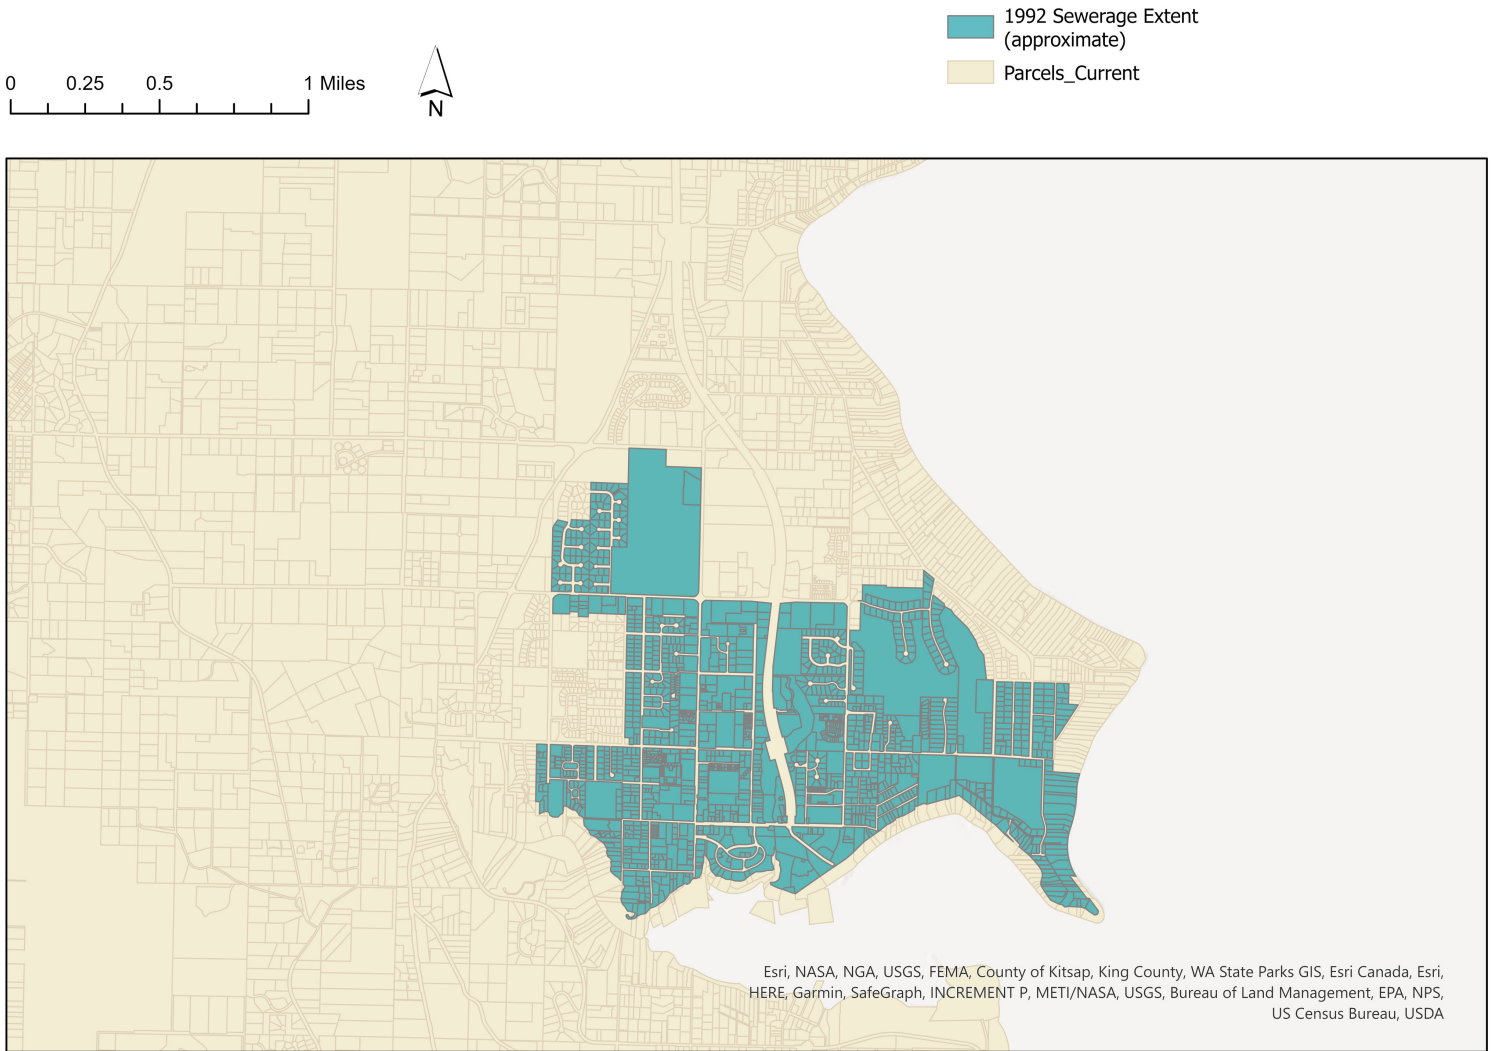 1992 Sewerage Extent
(approximate)
Parcels_Current
0 0.25 0.5 1 Miles
N
Esri, NASA, NGA, USGS, FEMA, County of Kitsap, King County, WA State Parks GIS, Esri Canada, Esri,
HERE, Garmin, SafeGraph, INCREMENT P, METI/NASA, USGS, Bureau of Land Management, EPA, NPS,
US Census Bureau, USDA